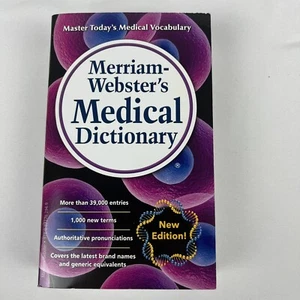 Master Today's Medical Vocabulary
Merriam-
Webster's
Medical
Dictionary
More than 39,000 entries
1,000 new terms
Authoritative pronunciations
Covers the latest brand names
and generic equivalents
New
Edition!